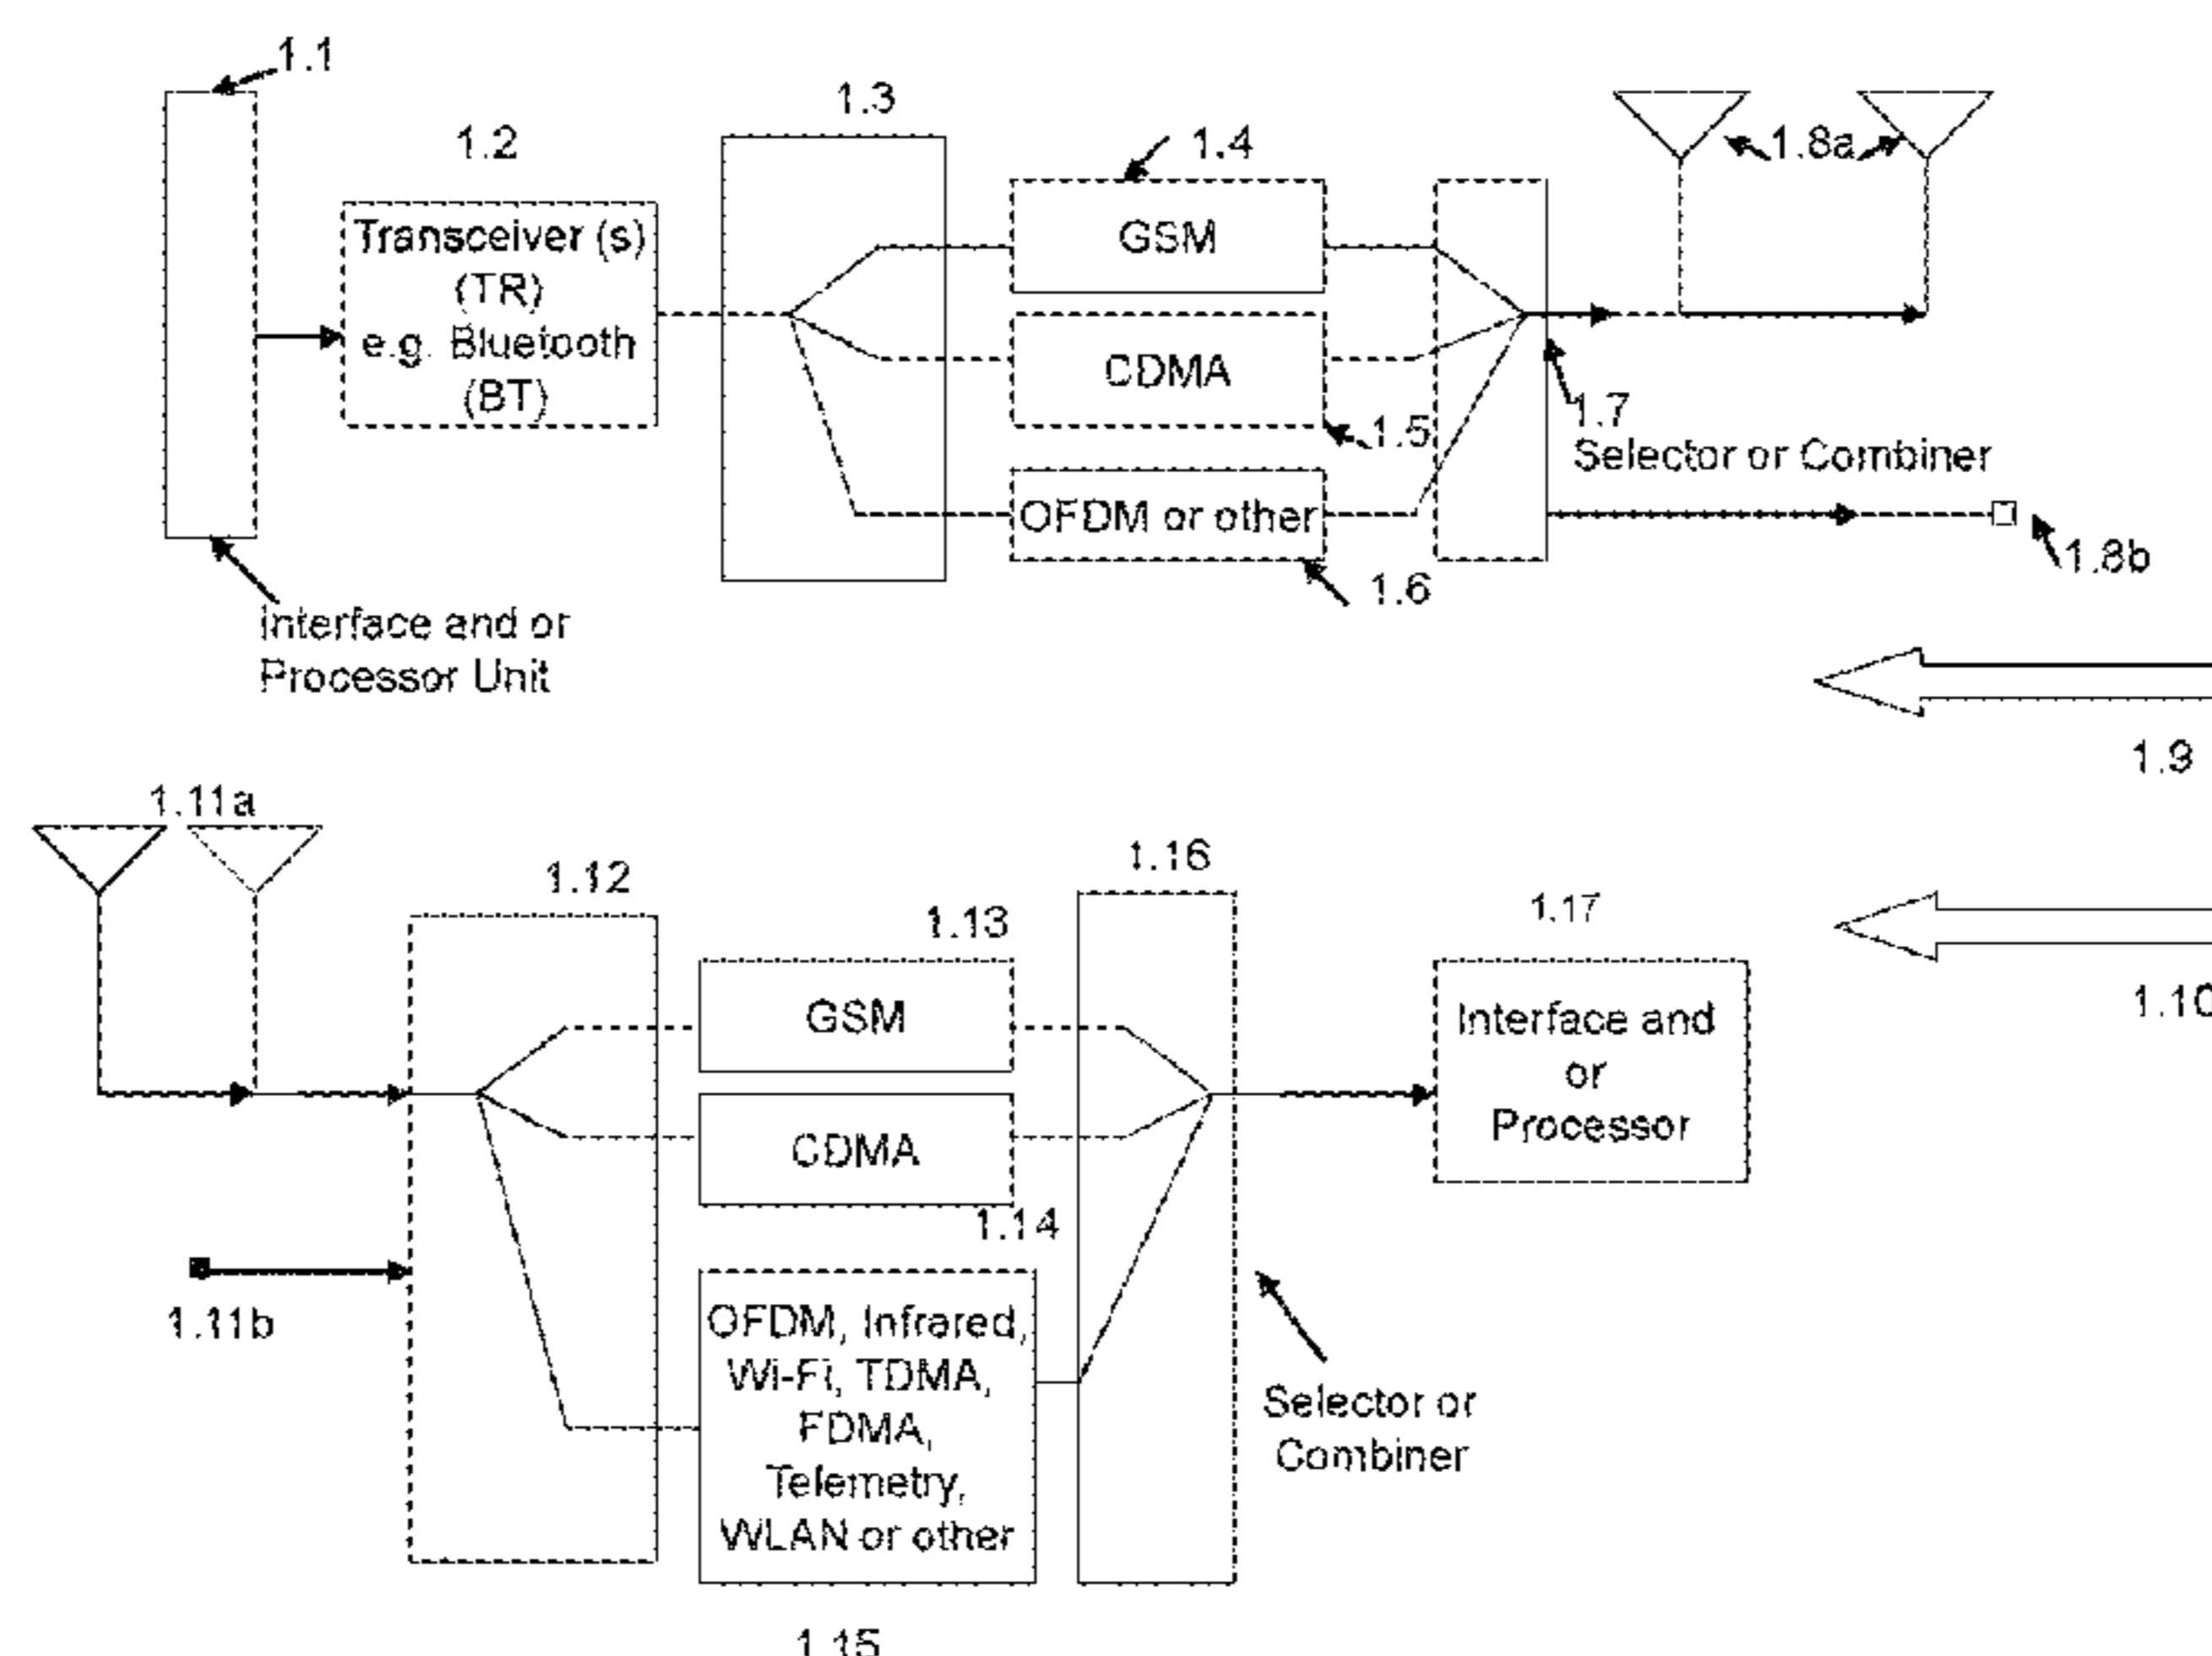 1.1
1.2
1.3
1.4
1.8a
Transceiver (s)
(TR)
e.g. Bluetooth
(BT)
GSM
CDMA
1.5
OFDM or other
1.6
1.7
Selector or Combiner
1.8b
Interface and or
Processor Unit
1.9
1.10
1.11a
1.12
1.13
1.16
1.17
GSM
CDMA
1.14
Interface and
or
Processor
1.11b
OFDM, Infrared,
Wi-Fi, TDMA,
FDMA,
Telemetry,
WLAN or other
Selector or
Combiner
1.15